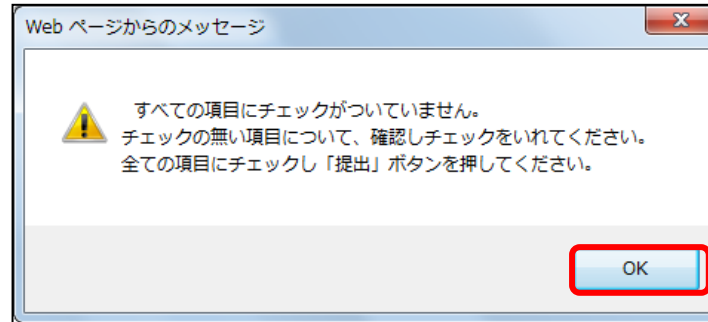 Web ページからのメッセージ
x
すべての項目にチェックがついていません。
チェックの無い項目について、確認しチェックをいれてください。
全ての項目にチェックし「提出」ボタンを押してください。
OK